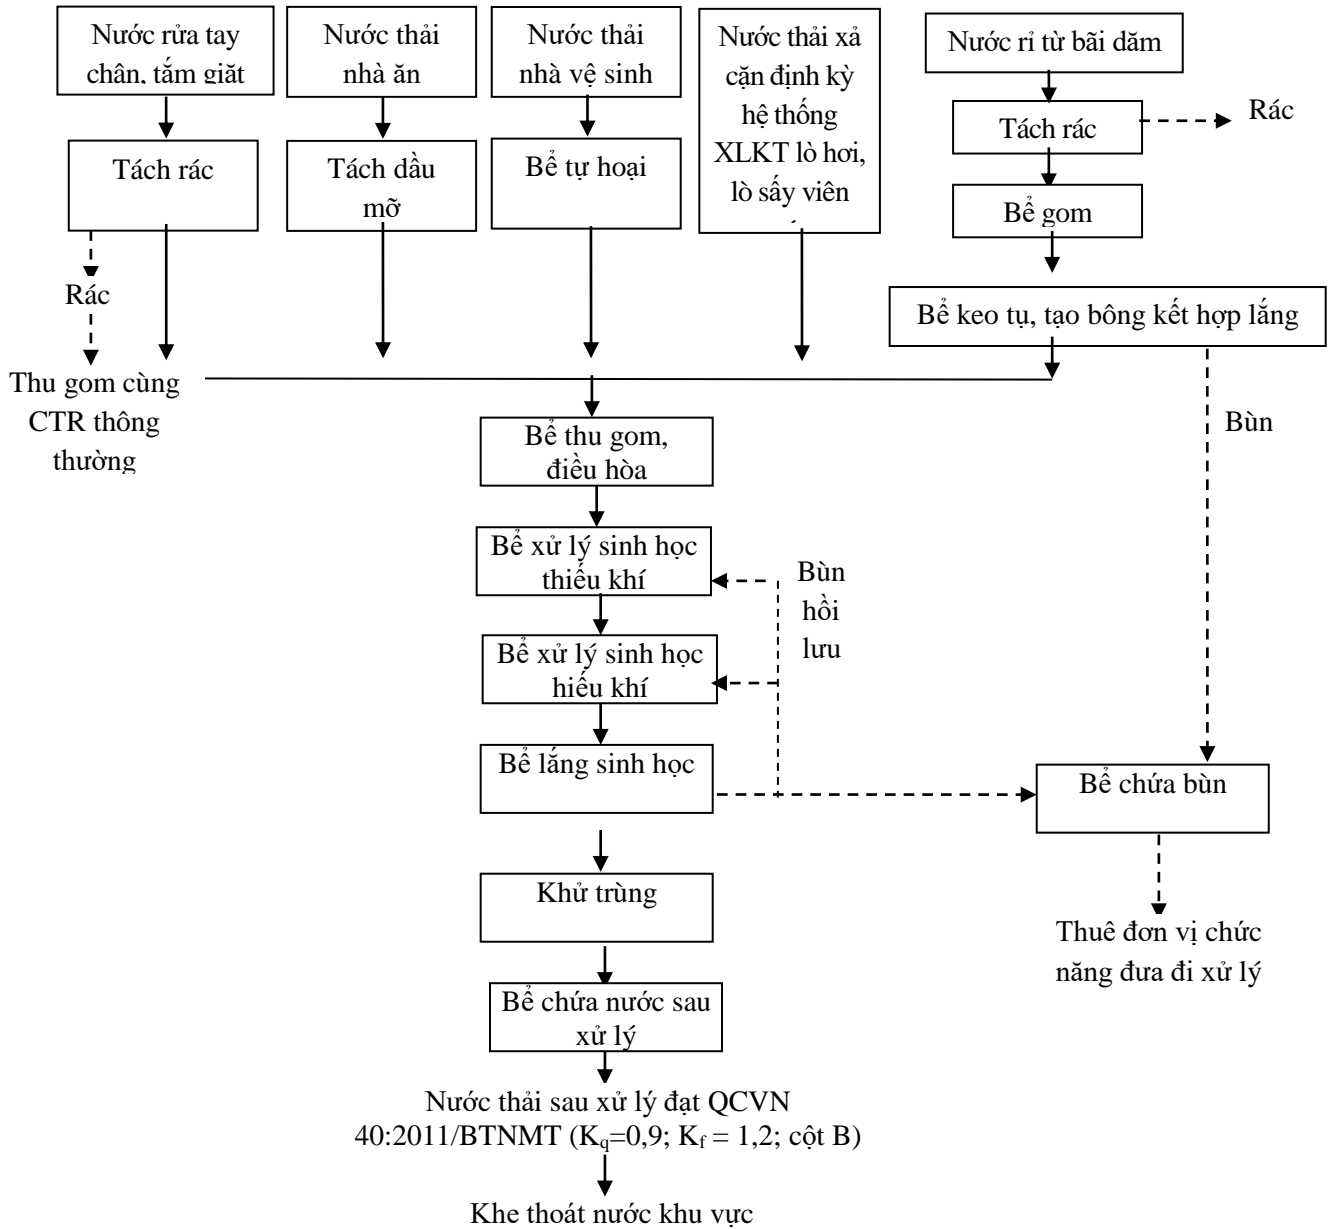 Nước rửa tay
chân, tắm giặt
Nước thải
nhà ăn
Nước thải
nhà vệ sinh
Nước thải xả
cặn định kỳ
hệ thống
XLKT lò hơi,
lò sấy viên
Nước rỉ từ bãi dăm
Tách rác
Rác
Bể gom
Bể keo tụ, tạo bông kết hợp lắng
Tách rác
Tách dầu
mỡ
Bể tự hoại
Rác
Thu gom cùng
CTR thông
thường
Bùn
Bể thu gom,
điều hòa
Bể xử lý sinh học
thiếu khí
Bùn
hồi
lưu
Bể xử lý sinh học
hiếu khí
Bể lắng sinh học
Bể chứa bùn
Khử trùng
Thuê đơn vị chức
năng đưa đi xử lý
Bể chứa nước sau
xử lý
Nước thải sau xử lý đạt QCVN
40:2011/BTNMT (Kq=0,9; Kf = 1,2; cột B)
Khe thoát nước khu vực